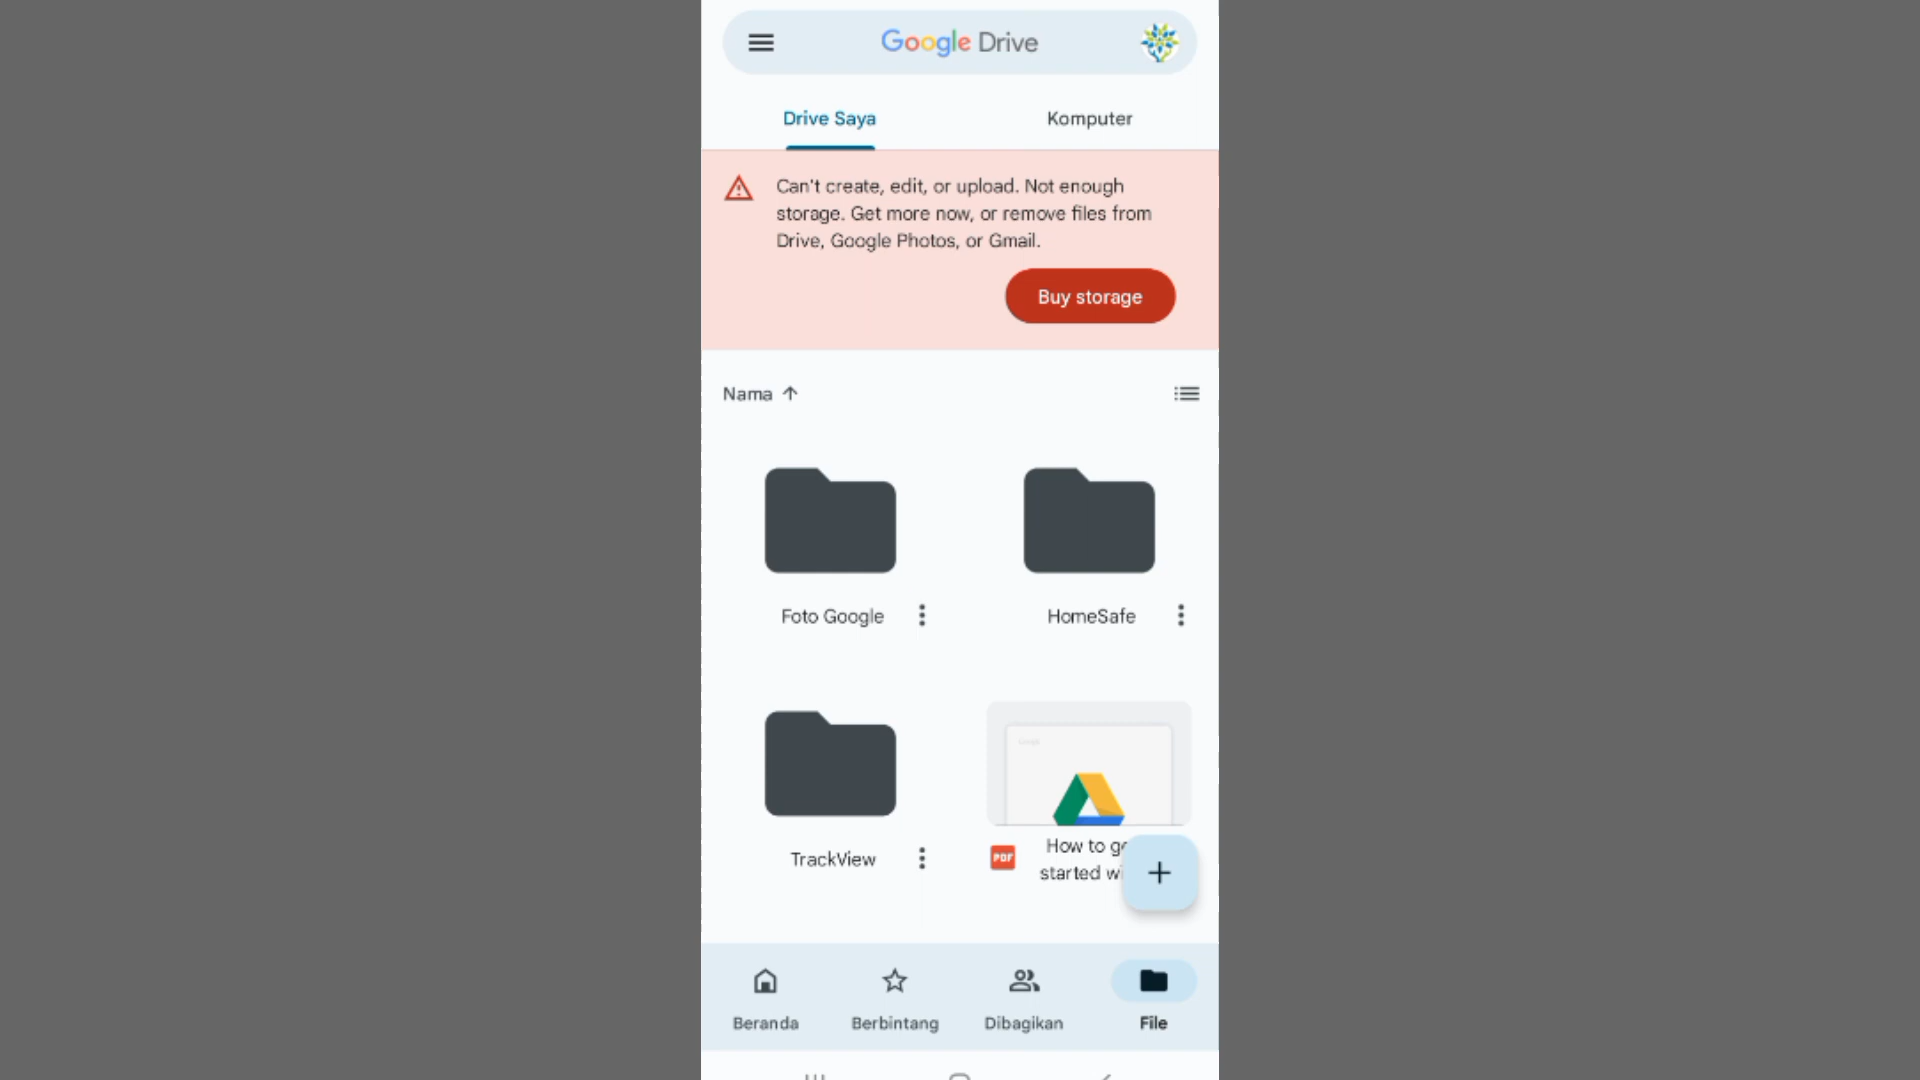 Google Drive
Drive Saya
Komputer
Can't create, edit, or upload. Not enough
storage. Get more now, or remove files from
Drive, Google Photos, or Gmail.
Buy storage
Nama
Foto Google
HomeSafe
TrackView
PDF
How to ge
started wi
Beranda
Berbintang
Dibagikan
File